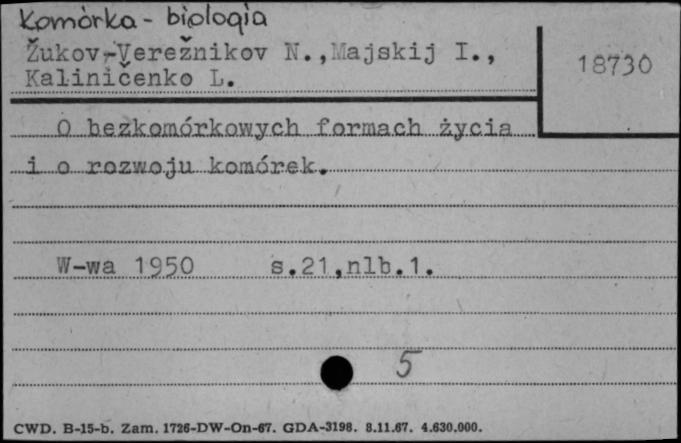 Komórka - biologia
Žukov-Verežnikov N.,Majskij I.,
Kaliničenko L.
18730
O bezkomórkowych formach życia
i o rozwoju komórek.
W-wa 1950 s.21,nlb.1.
5
CWD. B-15-b. Zam. 1726-DW-On-67. GDA-3198. 8.11.67. 4.630.000.